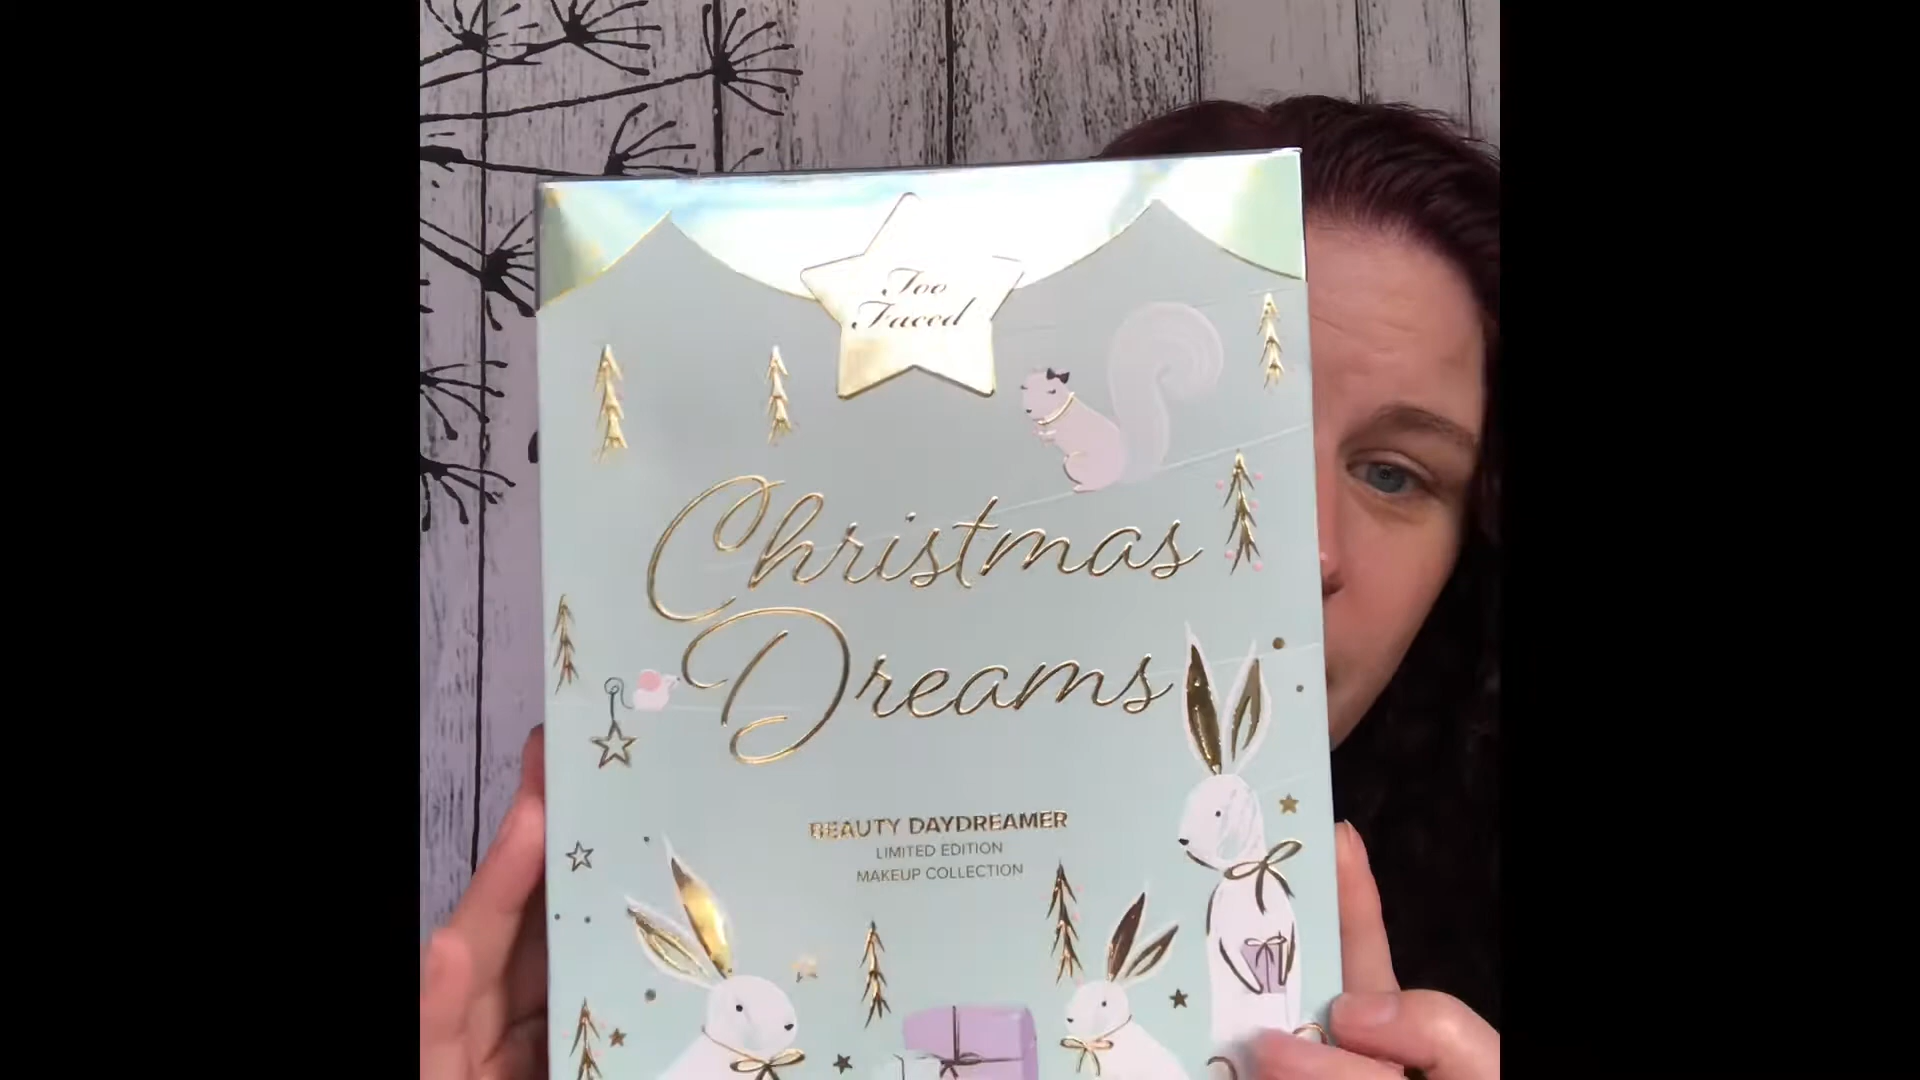 Too
Faced
Christmas
Dreams
BEAUTY DAYDREAMER
LIMITED EDITION
MAKEUP COLLECTION